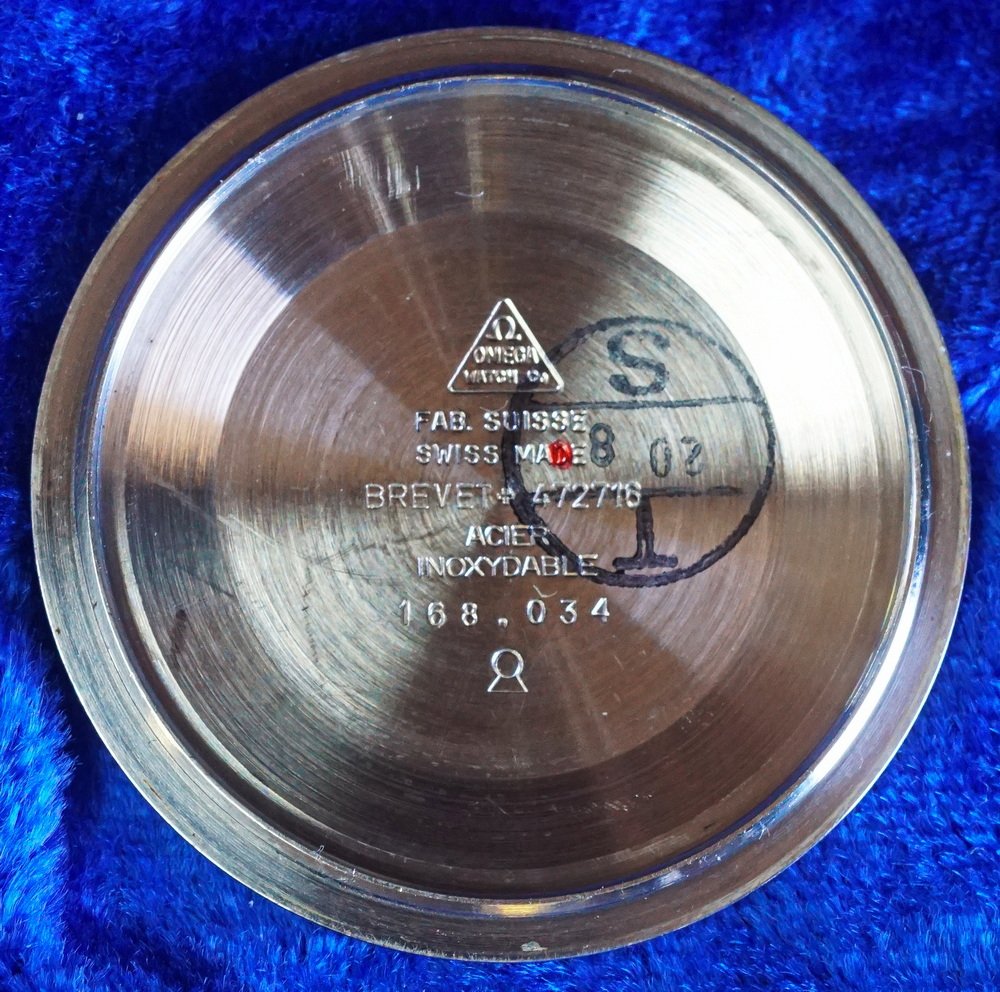 Ω
OMEGA
WATCH Co
FAB. SUISSE
SWISS MADE
BREVET+ 472716
ACIER
INOXYDABLE
168.034
S
8 02
I